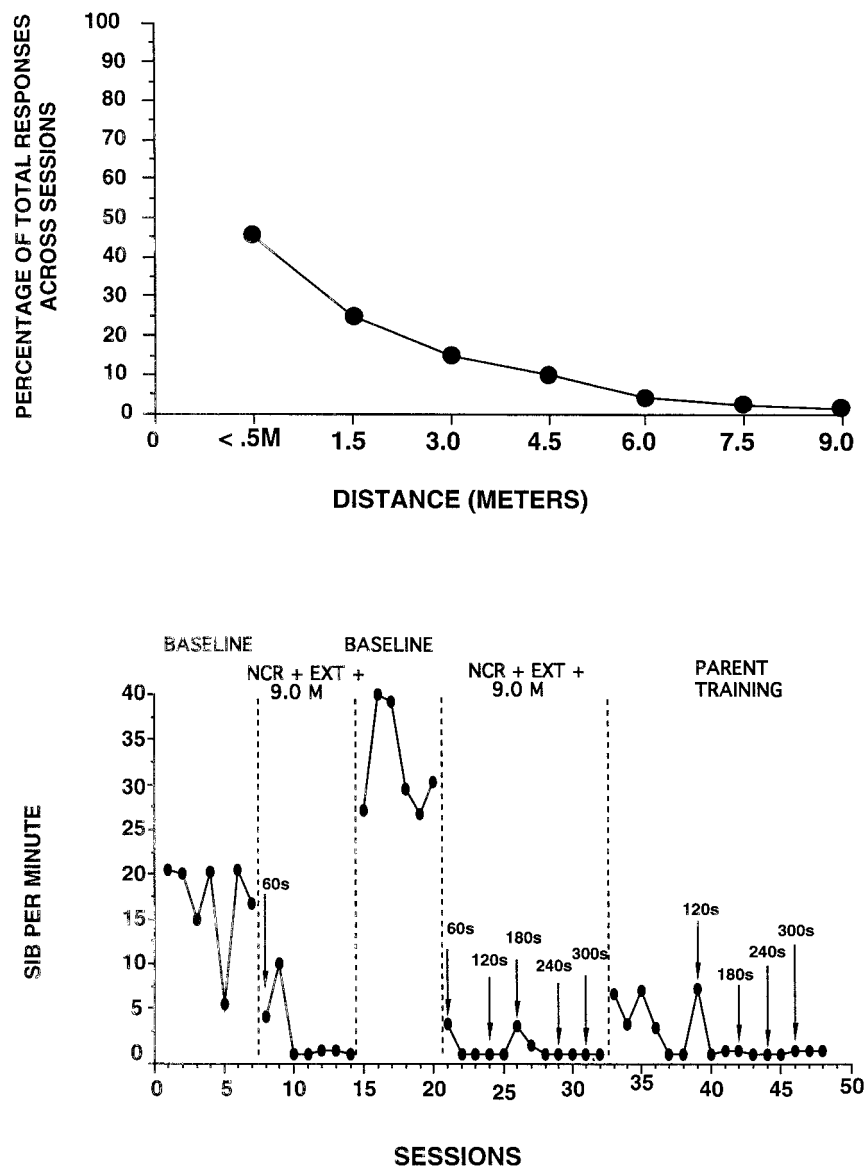 PERCENTAGE OF TOTAL RESPONSES
ACROSS SESSIONS
100
90
80
70
60
50
40
30
20
10
0
0 < .5M 1.5 3.0 4.5 6.0 7.5 9.0
DISTANCE (METERS)
BASELINE
NCR + EXT +
9.0 M
BASELINE
NCR + EXT +
9.0 M
PARENT
TRAINING
SIB PER MINUTE
40
35
30
25
20
15
10
5
0
60s
60s
120s
180s
240s
300s
120s
180s
240s
300s
0 5 10 15 20 25 30 35 40 45 50
SESSIONS